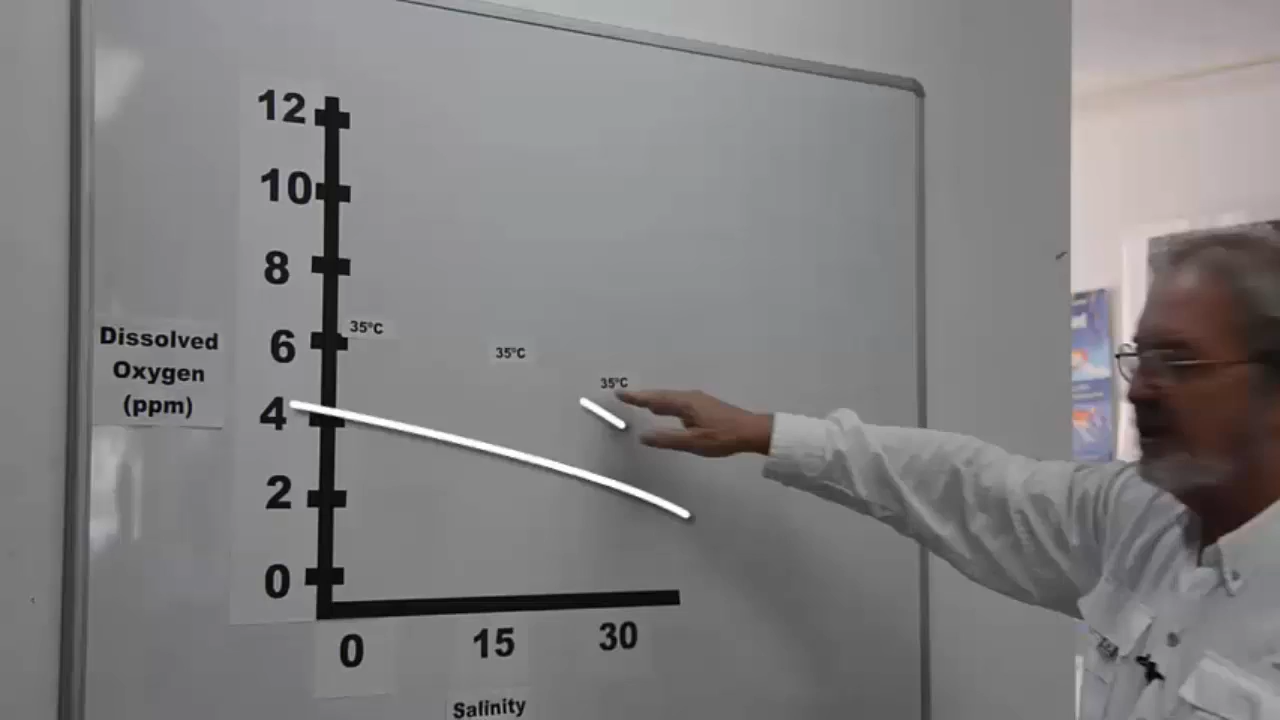 12
10
8
6
4
2
0
Dissolved
Oxygen
(ppm)
35°C
35°C
35°C
0
15
30
Salinity